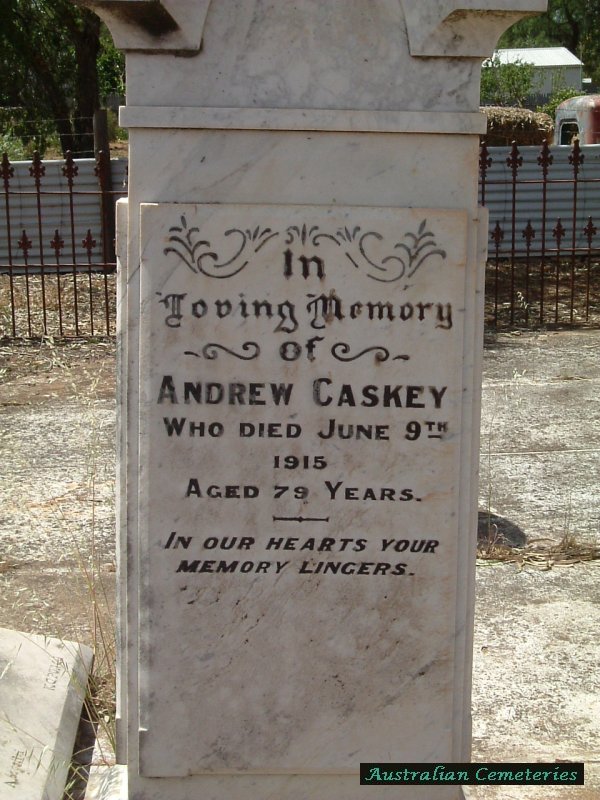 In
Loving Memory
of
ANDREW CASKEY
WHO DIED JUNE 9TH
1915
AGED 79 YEARS.
IN OUR HEARTS YOUR
MEMORY LINGERS.
Australian Cemeteries